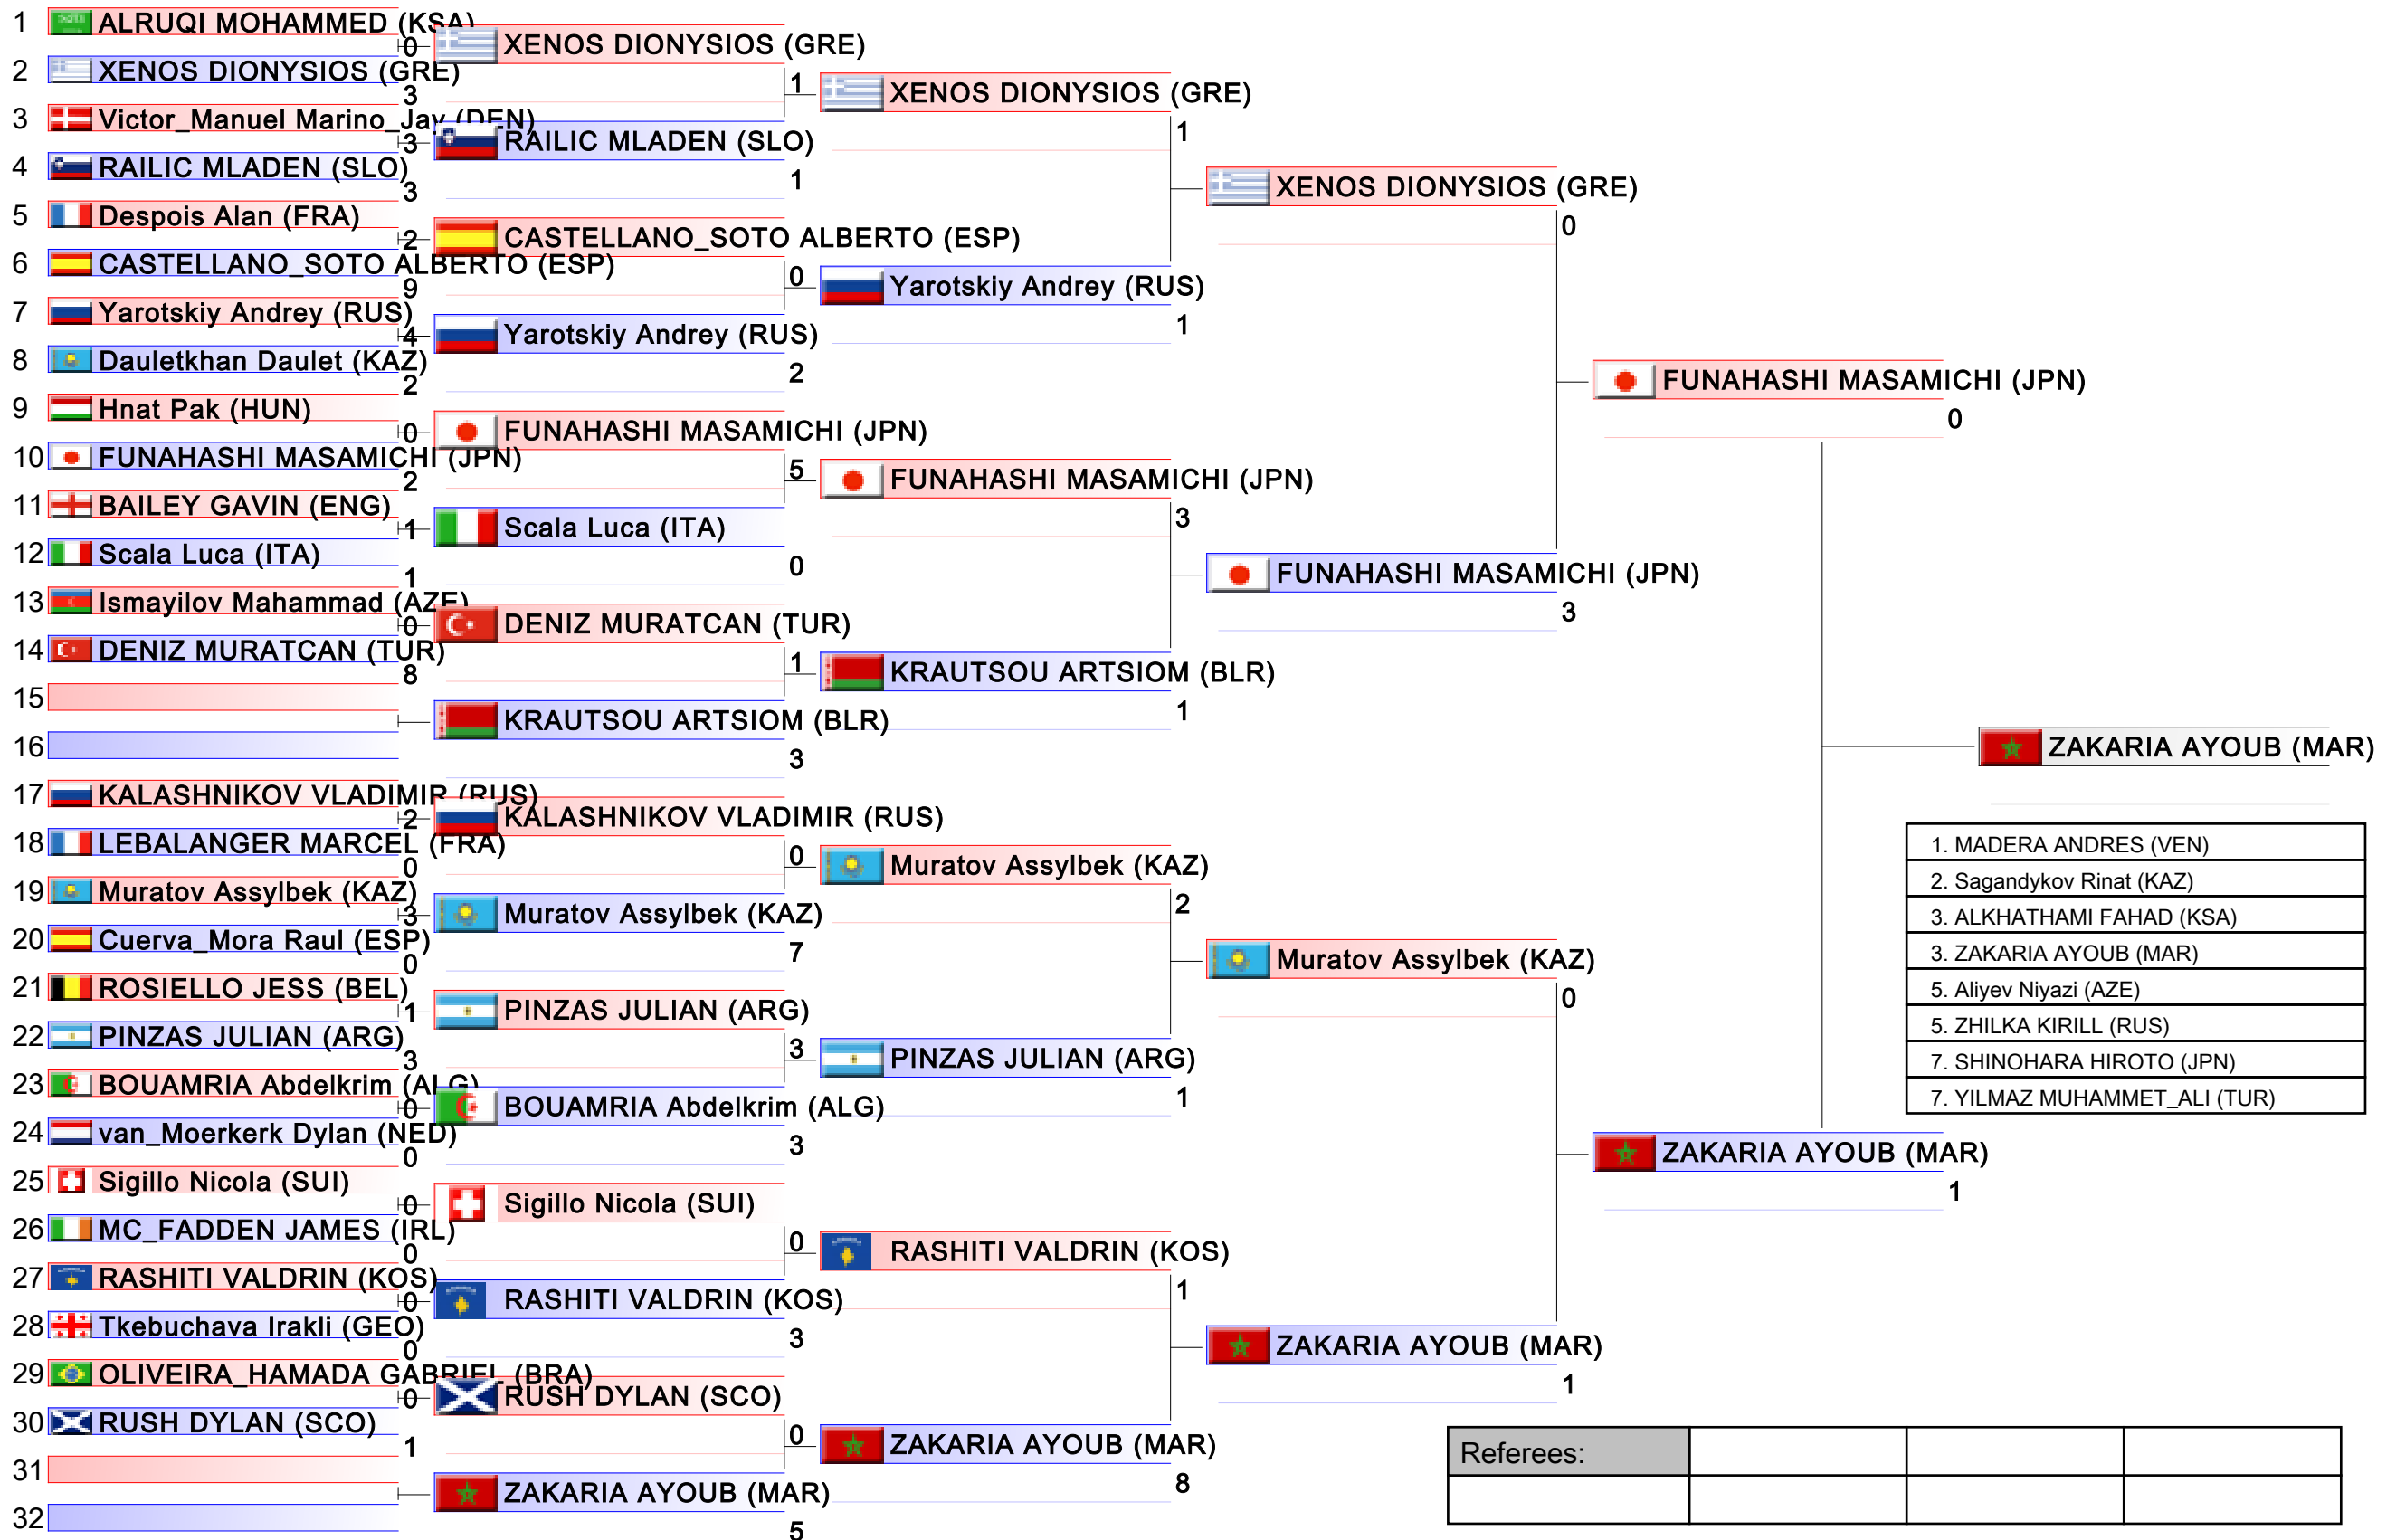 1 ALRUQI MOHAMMED (KSA)
0
2 XENOS DIONYSIOS (GRE)
3
3 Victor_Manuel Marino_Jay (DEN)
3
4 RAILIC MLADEN (SLO)
3
5 Despois Alan (FRA)
2
6 CASTELLANO_SOTO ALBERTO (ESP)
9
7 Yarotskiy Andrey (RUS)
4
8 Dauletkhan Daulet (KAZ)
2
9 Hnat Pak (HUN)
0
10 FUNAHASHI MASAMICHI (JPN)
2
11 BAILEY GAVIN (ENG)
1
12 Scala Luca (ITA)
1
13 Ismayilov Mahammad (AZE)
0
14 DENIZ MURATCAN (TUR)
8
15
16
17 KALASHNIKOV VLADIMIR (RUS)
2
18 LEBALANGER MARCEL (FRA)
0
19 Muratov Assylbek (KAZ)
3
20 Cuerva_Mora Raul (ESP)
0
21 ROSIELLO JESS (BEL)
1
22 PINZAS JULIAN (ARG)
3
23 BOUAMRIA Abdelkrim (ALG)
0
24 van_Moerkerk Dylan (NED)
0
25 Sigillo Nicola (SUI)
0
26 MC_FADDEN JAMES (IRL)
0
27 RASHITI VALDRIN (KOS)
0
28 Tkebuchava Irakli (GEO)
0
29 OLIVEIRA_HAMADA GABRIEL (BRA)
0
30 RUSH DYLAN (SCO)
1
31
32
XENOS DIONYSIOS (GRE)
1
RAILIC MLADEN (SLO)
1
CASTELLANO_SOTO ALBERTO (ESP)
0
Yarotskiy Andrey (RUS)
2
FUNAHASHI MASAMICHI (JPN)
5
Scala Luca (ITA)
0
DENIZ MURATCAN (TUR)
1
KRAUTSOU ARTSIOM (BLR)
3
KALASHNIKOV VLADIMIR (RUS)
0
Muratov Assylbek (KAZ)
7
PINZAS JULIAN (ARG)
3
BOUAMRIA Abdelkrim (ALG)
3
Sigillo Nicola (SUI)
0
RASHITI VALDRIN (KOS)
3
RUSH DYLAN (SCO)
0
ZAKARIA AYOUB (MAR)
5
XENOS DIONYSIOS (GRE)
1
Yarotskiy Andrey (RUS)
1
FUNAHASHI MASAMICHI (JPN)
3
KRAUTSOU ARTSIOM (BLR)
1
Muratov Assylbek (KAZ)
2
PINZAS JULIAN (ARG)
1
RASHITI VALDRIN (KOS)
1
ZAKARIA AYOUB (MAR)
8
XENOS DIONYSIOS (GRE)
0
FUNAHASHI MASAMICHI (JPN)
3
Muratov Assylbek (KAZ)
0
ZAKARIA AYOUB (MAR)
1
FUNAHASHI MASAMICHI (JPN)
0
ZAKARIA AYOUB (MAR)
1
ZAKARIA AYOUB (MAR)
1. MADERA ANDRES (VEN)
2. Sagandykov Rinat (KAZ)
3. ALKHATHAMI FAHAD (KSA)
3. ZAKARIA AYOUB (MAR)
5. Aliyev Niyazi (AZE)
5. ZHILKA KIRILL (RUS)
7. SHINOHARA HIROTO (JPN)
7. YILMAZ MUHAMMET_ALI (TUR)
Referees: